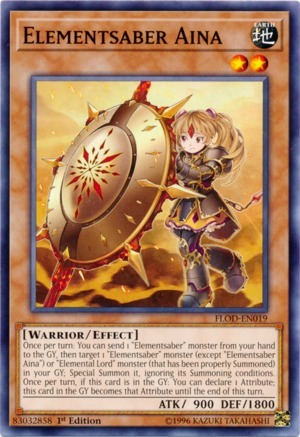 Elementsaber Aina
EARTH
地
FLOD-EN019
[Warrior/Effect]
Once per turn: You can send 1 "Elementsaber" monster from your hand
to the GY, then target 1 "Elementsaber" monster (except "Elementsaber
Aina") or "Elemental Lord" monster (that has been properly Summoned)
in your GY; Special Summon it, ignoring its Summoning conditions.
Once per turn, if this card is in the GY: You can declare 1 Attribute;
this card in the GY becomes that Attribute until the end of this turn.
ATK/ 900 DEF/1800
83032858 1st Edition ©1996 KAZUKI TAKAHASHI